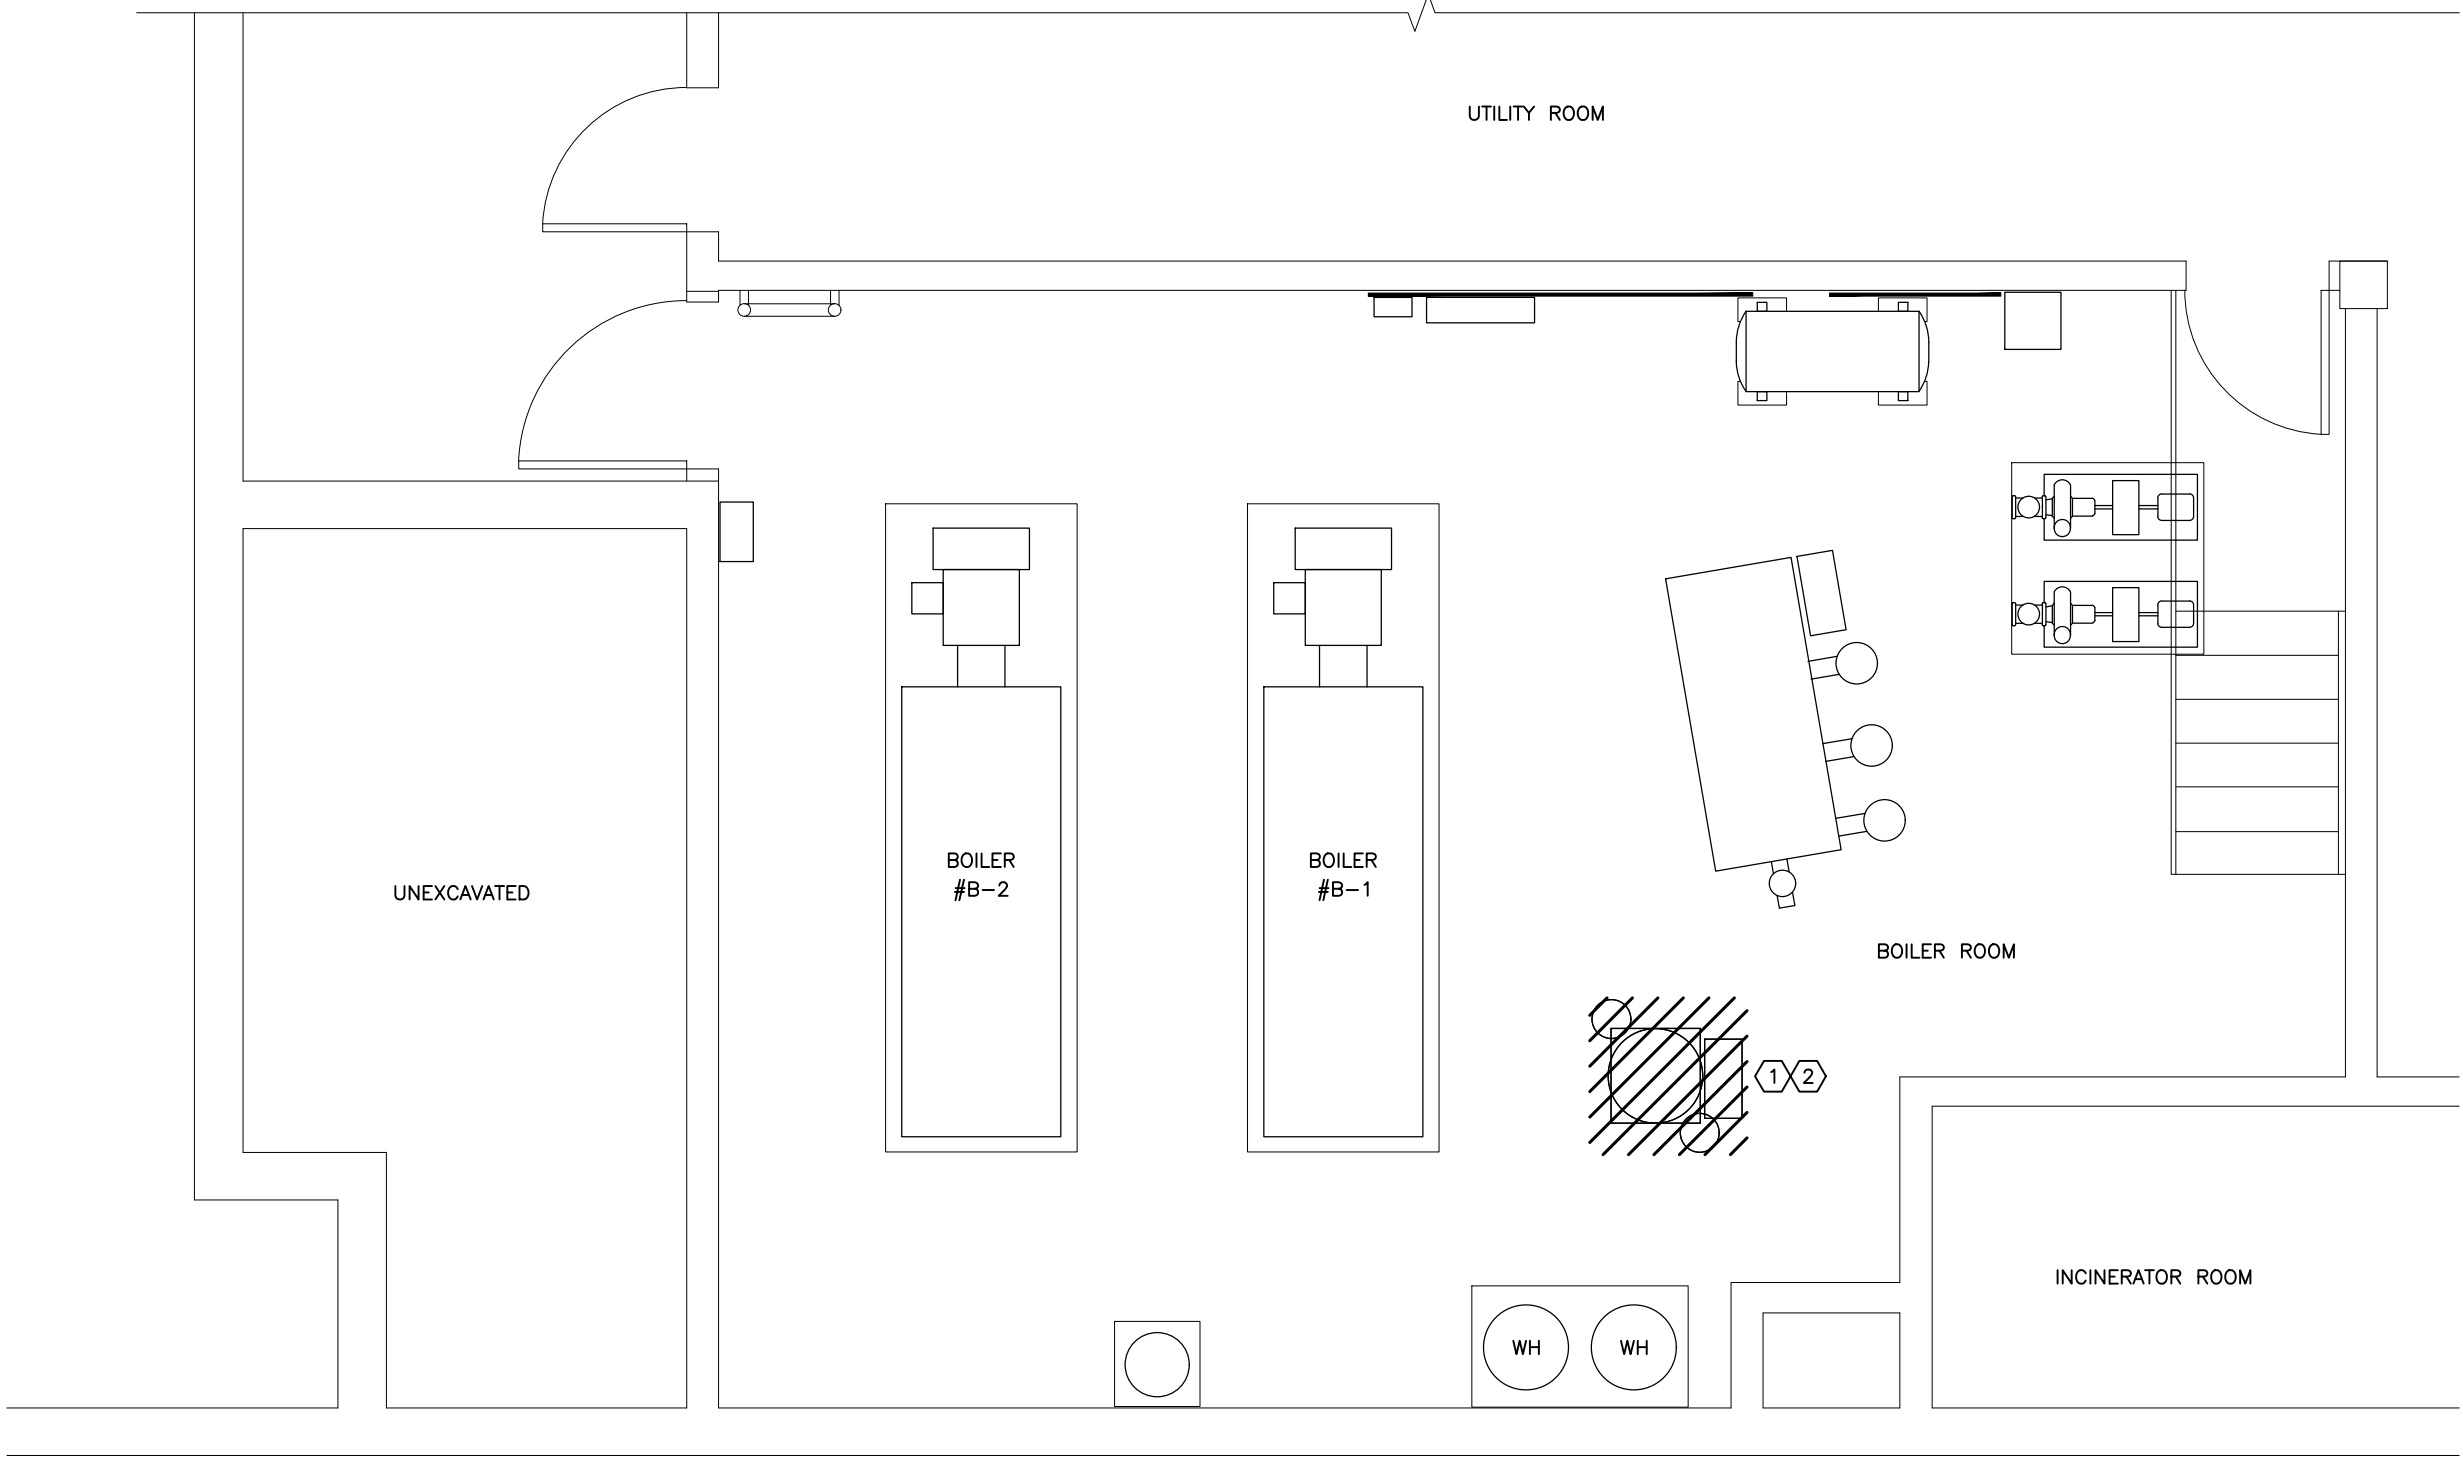 UTILITY ROOM
UNEXCAVATED
BOILER
#B-2
BOILER
#B-1
BOILER ROOM
1 2
INCINERATOR ROOM
WH WH